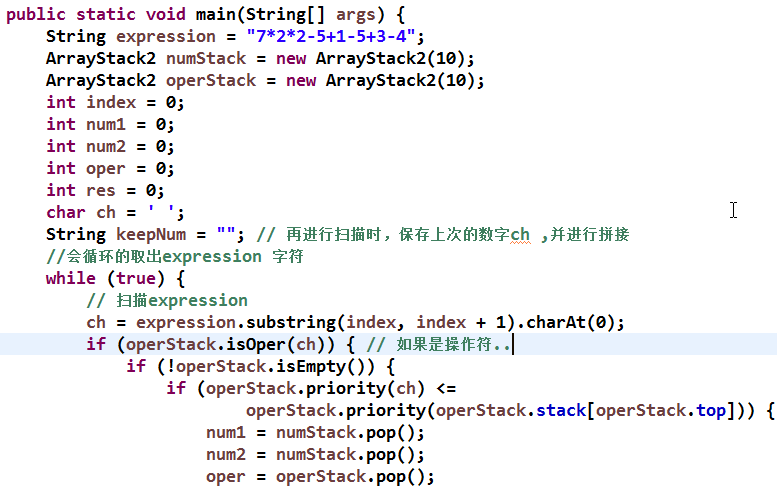 public static void main(String[] args) {
String expression = "7*2*2-5+1-5+3-4";
ArrayStack2 numStack = new ArrayStack2(10);
ArrayStack2 operStack = new ArrayStack2(10);
int index = 0;
int num1 = 0;
int num2 = 0;
int oper = 0;
int res = 0;
char ch = ' ';
String keepNum = ""; // 再进行扫描时，保存上次的数字ch ,并进行拼接
//会循环的取出expression 字符
while (true) {
// 扫描expression
ch = expression.substring(index, index + 1).charAt(0);
if (operStack.isOper(ch)) { // 如果是操作符..
if (!operStack.isEmpty()) {
if (operStack.priority(ch) <=
operStack.priority(operStack.stack[operStack.top])) {
num1 = numStack.pop();
num2 = numStack.pop();
oper = operStack.pop();